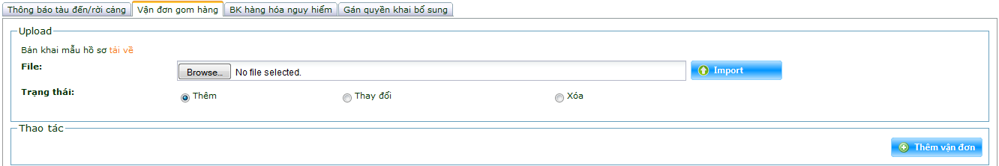 Thông báo tàu đến/rời cảng Vận đơn gom hàng BK hàng hóa nguy hiểm Gán quyền khai bổ sung
Upload
Bản khai mẫu hồ sơ tải về
File: Browse... No file selected. Import
Trạng thái: Thêm Thay đổi Xóa
Thao tác
Thêm vận đơn